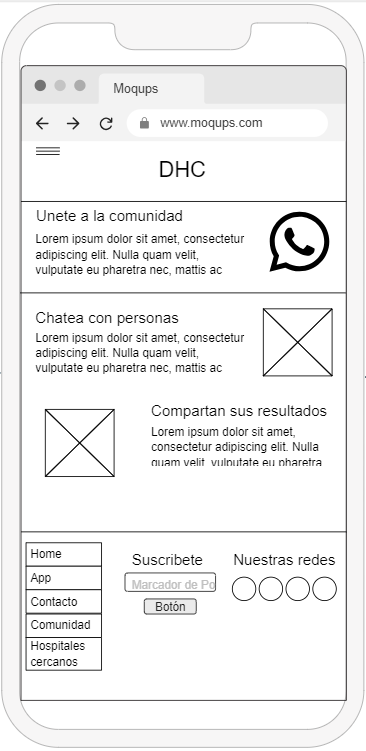 Moqups
www.moqups.com
DHC
Unete a la comunidad
Lorem ipsum dolor sit amet, consectetur
adipiscing elit. Nulla quam velit,
vulputate eu pharetra nec, mattis ac
Chatea con personas
Lorem ipsum dolor sit amet, consectetur
adipiscing elit. Nulla quam velit,
vulputate eu pharetra nec, mattis ac
Compartan sus resultados
Lorem ipsum dolor sit amet,
consectetur adipiscing elit. Nulla
quam velit, vulputate eu pharetra
Home
App
Contacto
Comunidad
Hospitales
cercanos
Suscribete
Marcador de Po
Botón
Nuestras redes